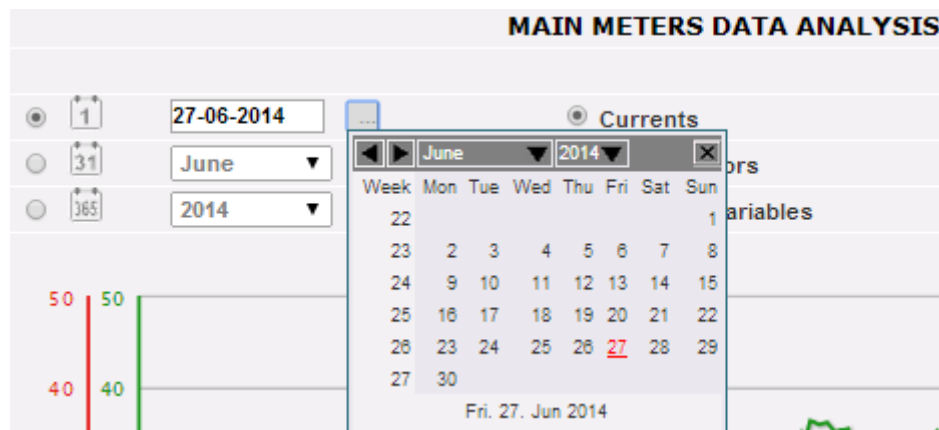 MAIN METERS DATA ANALYSIS
1 27-06-2014 ... Currents
31 June ors
365 2014 ariables
June 2014
Week Mon Tue Wed Thu Fri Sat Sun
22 1
23 2 3 4 5 6 7 8
24 9 10 11 12 13 14 15
25 16 17 18 19 20 21 22
26 23 24 25 26 27 28 29
27 30
Fri. 27. Jun 2014
50 50
40 40